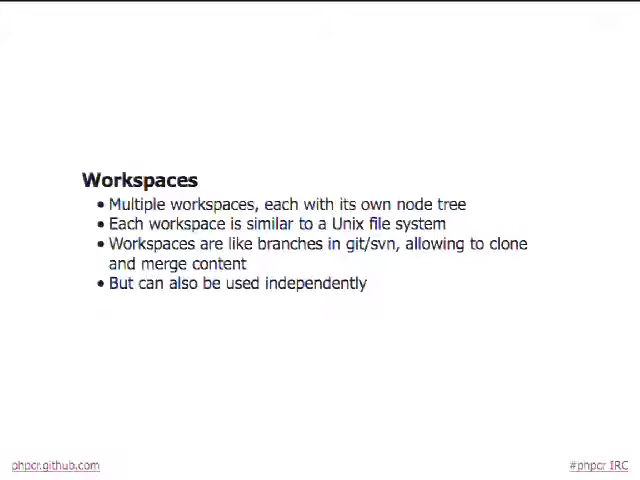 Workspaces
• Multiple workspaces, each with its own node tree
• Each workspace is similar to a Unix file system
• Workspaces are like branches in git/svn, allowing to clone
and merge content
• But can also be used independently
phpcr.github.com
#phpcr IRC